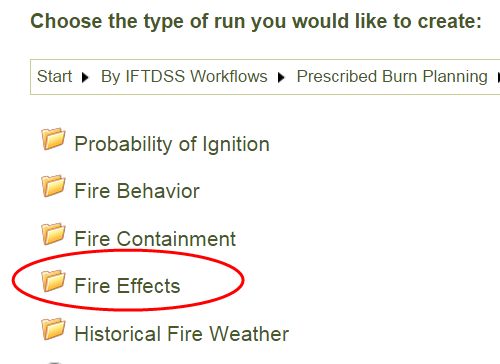 Choose the type of run you would like to create:
Start By IFTDSS Workflows Prescribed Burn Planning
Probability of Ignition
Fire Behavior
Fire Containment
Fire Effects
Historical Fire Weather